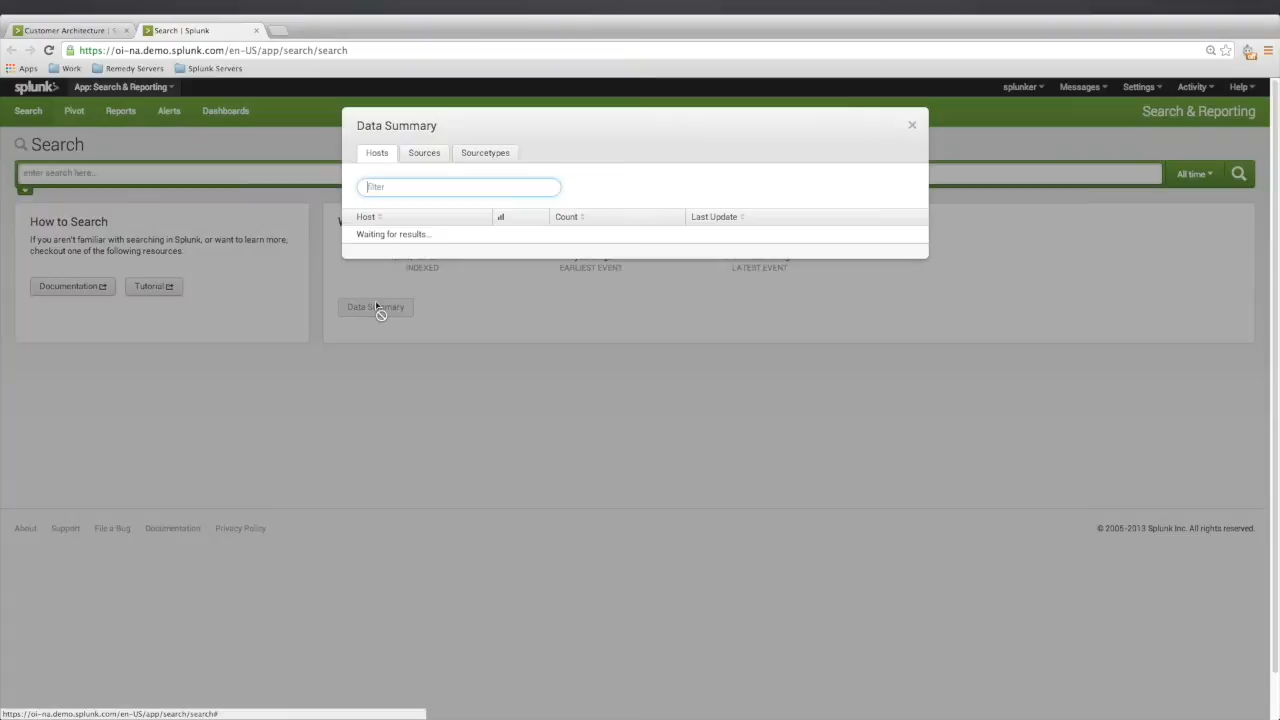 Customer Architecture | S
Search | Splunk
https://oi-na.demo.splunk.com/en-US/app/search/search
Apps Work Remedy Servers Splunk Servers
splunk> App: Search & Reporting splunker Messages Settings Activity Help
Search Pivot Reports Alerts Dashboards Search & Reporting
Data Summary
Hosts Sources Sourcetypes
Search
enter search here... All time
filter
Host Count Last Update
Waiting for results...
How to Search
If you aren't familiar with searching in Splunk, or want to learn more,
checkout one of the following resources.
Documentation Tutorial
INDEXED EARLIEST EVENT LATEST EVENT
Data Summary
About Support File a Bug Documentation Privacy Policy © 2005-2013 Splunk Inc. All rights reserved.
https://oi-na.demo.splunk.com/en-US/app/search/search#